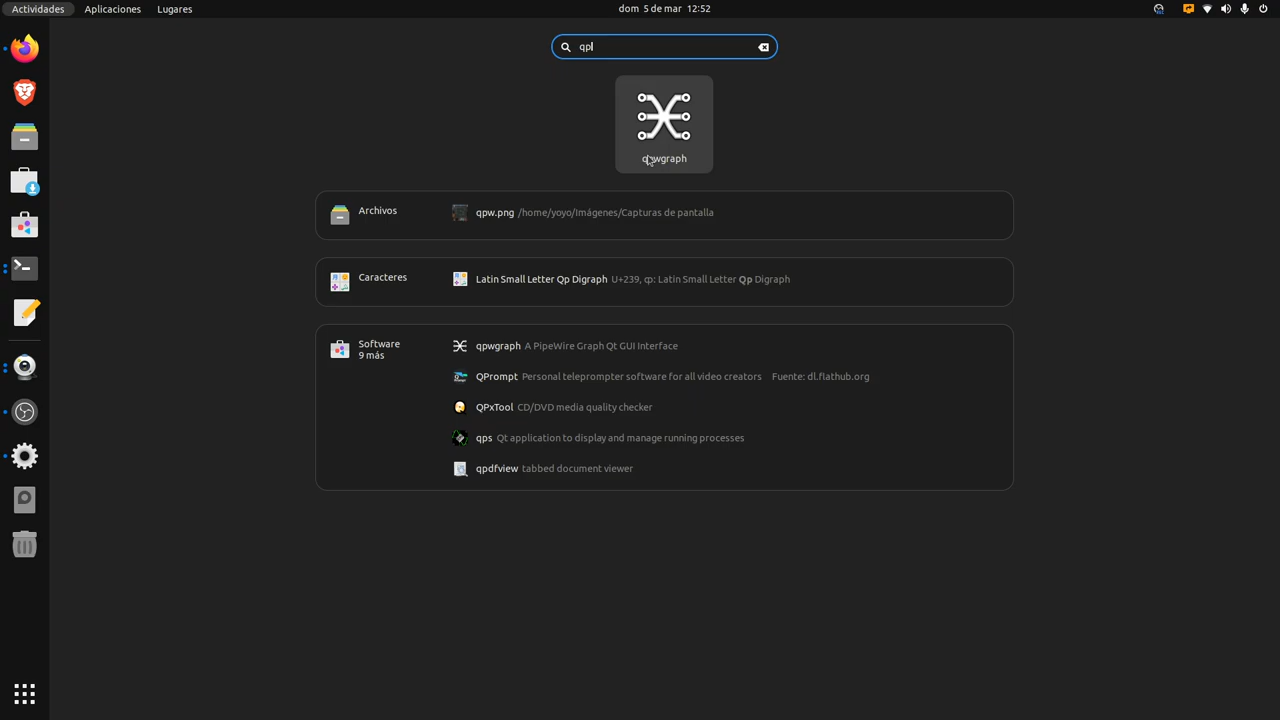 Actividades Aplicaciones Lugares dom 5 de mar 12:52
qp
qpwgraph
Archivos qpw.png /home/yoyo/Imágenes/Capturas de pantalla
Caracteres Latin Small Letter Qp Digraph U+239, ȹ: Latin Small Letter Qp Digraph
Software qpwgraph A PipeWire Graph Qt GUI Interface
9 más
QPrompt Personal teleprompter software for all video creators Fuente: dl.flathub.org
QPxTool CD/DVD media quality checker
qps Qt application to display and manage running processes
qpdfview tabbed document viewer